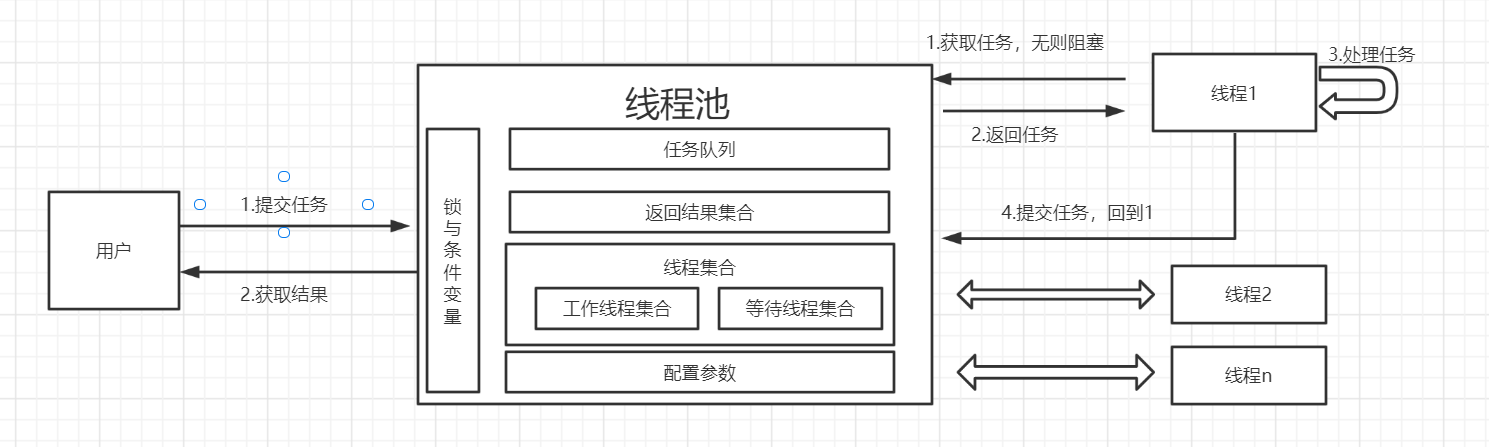 用户
1.提交任务
2.获取结果
线程池
锁与条件变量
任务队列
返回结果集合
线程集合
工作线程集合
等待线程集合
配置参数
1.获取任务，无则阻塞
2.返回任务
线程1
3.处理任务
4.提交任务，回到1
线程2
线程n